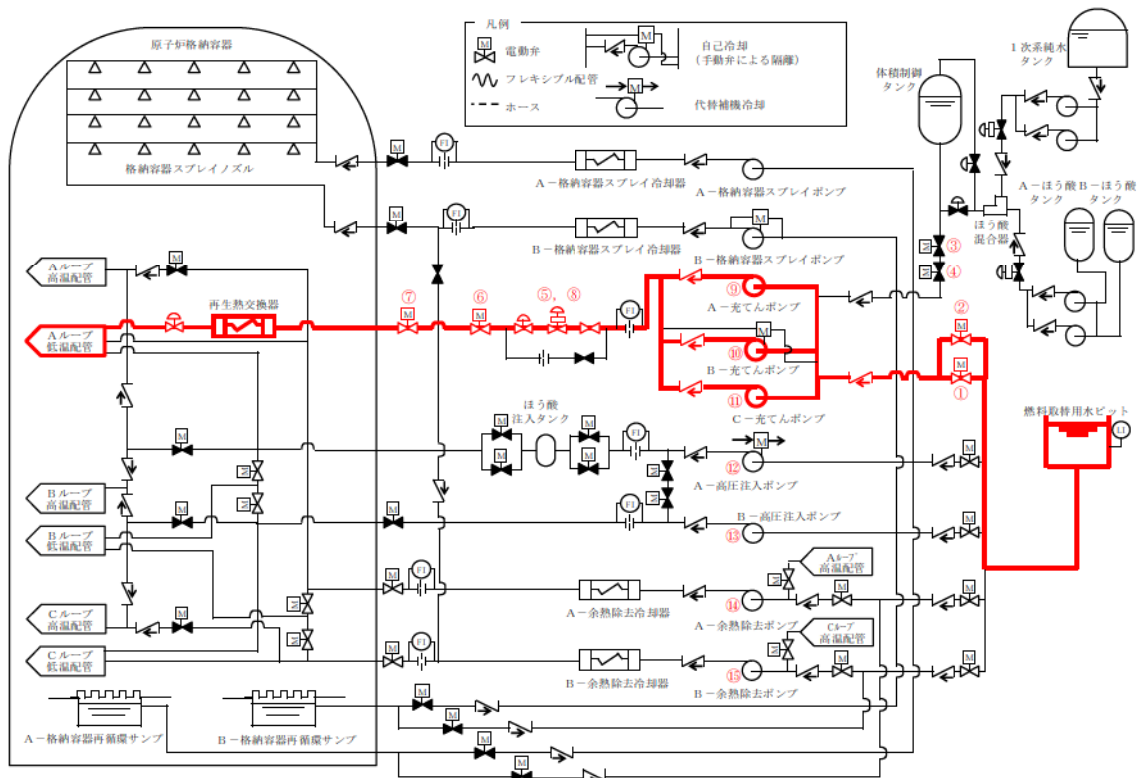 原子炉格納容器
格納容器スプレイノズル
凡例
M
電動弁
フレキシブル配管
ホース
M
自己冷却
(手動弁による隔離)
M
代替補機冷却
1次系純水
タンク
体積制御
タンク
A-ほう酸
タンク
B-ほう酸
タンク
ほう酸
混合器
M
FI
A-格納容器スプレイ冷却器
A-格納容器スプレイポンプ
M
FI
B-格納容器スプレイ冷却器
M
B-格納容器スプレイポンプ
M
③
M
④
Aループ
高温配管
M
再生熱交換器
Aループ
低温配管
⑦
M
⑥
M
⑤, ⑧
FI
⑨
A-充てんポンプ
M
⑩
B-充てんポンプ
⑪
C-充てんポンプ
②
M
M
①
燃料取替用水ピット
LI
ほう酸
注入タンク
M
M
M
M
M
FI
M
⑫
A-高圧注入ポンプ
M
Bループ
高温配管
M
M
M
M
Bループ
低温配管
M
M
M
FI
B-高圧注入ポンプ
⑬
M
Aループ
高温配管
M
M
FI
A-余熱除去冷却器
⑭
A-余熱除去ポンプ
M
M
M
Cループ
高温配管
M
M
Cループ
高温配管
Cループ
低温配管
M
FI
B-余熱除去冷却器
⑮
B-余熱除去ポンプ
M
M
M
A-格納容器再循環サンプ
B-格納容器再循環サンプ
M
M
M
M